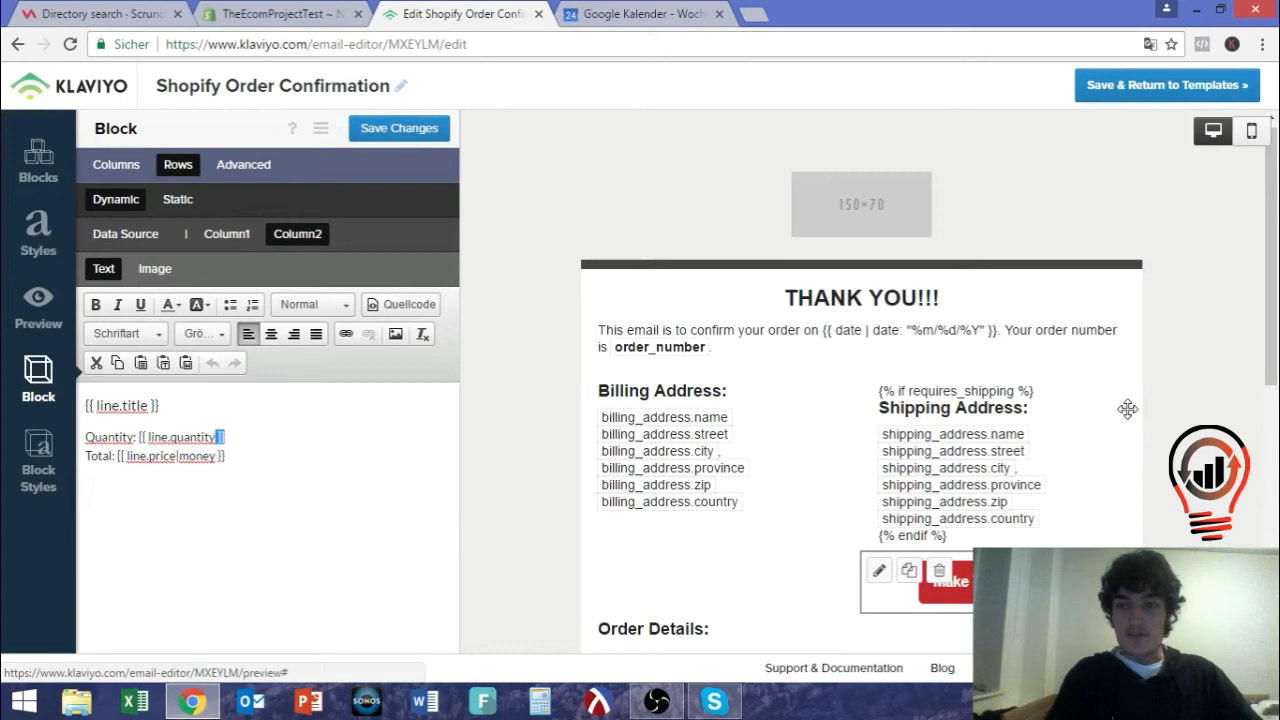 Directory search - Scrunc
TheEcomProjectTest ~ N
Edit Shopify Order Confir
Google Kalender - Woch
Sicher
https://www.klaviyo.com/email-editor/MXEYLM/edit
KLAVIYO
Shopify Order Confirmation
Save & Return to Templates »
Blocks
Styles
Preview
Block
Block
Styles
Block
Save Changes
Columns
Rows
Advanced
Dynamic
Static
Data Source
Column1
Column2
Text
Image
Normal
Quellcode
Schriftart
Grö...
{{ line.title }}
Quantity: {{ line.quantity }}
Total: {{ line.price|money }}
150×70
THANK YOU!!!
This email is to confirm your order on {{ date | date: "%m/%d/%Y" }}. Your order number
is order_number .
Billing Address:
billing_address.name
billing_address.street
billing_address.city ,
billing_address.province
billing_address.zip
billing_address.country
{% if requires_shipping %}
Shipping Address:
shipping_address.name
shipping_address.street
shipping_address.city ,
shipping_address.province
shipping_address.zip
shipping_address.country
{% endif %}
Make
Order Details:
https://www.klaviyo.com/email-editor/MXEYLM/preview#
Support & Documentation
Blog